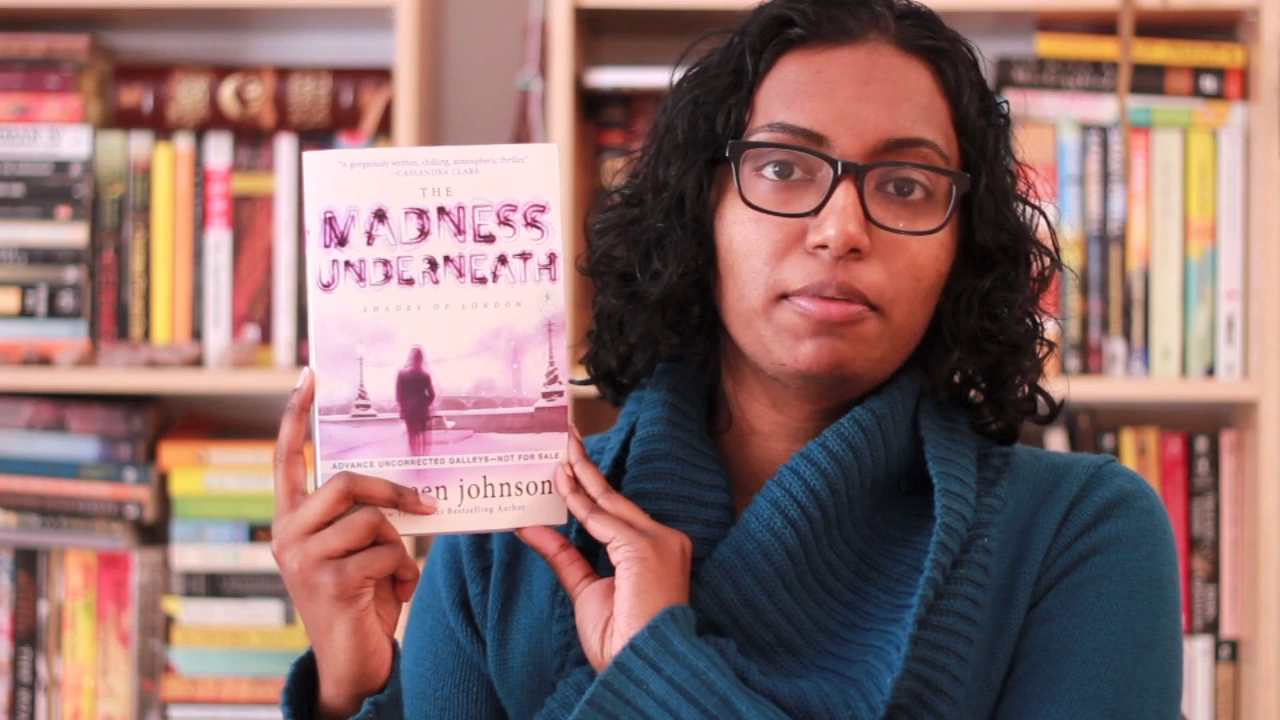 "A gorgeously written, chilling, atmospheric thriller"
-CASSANDRA CLARE
THE
MADNESS
UNDERNEATH
SHADES OF LONDON
ADVANCE UNCORRECTED GALLEYS—NOT FOR SALE
johnson
Bestselling Author